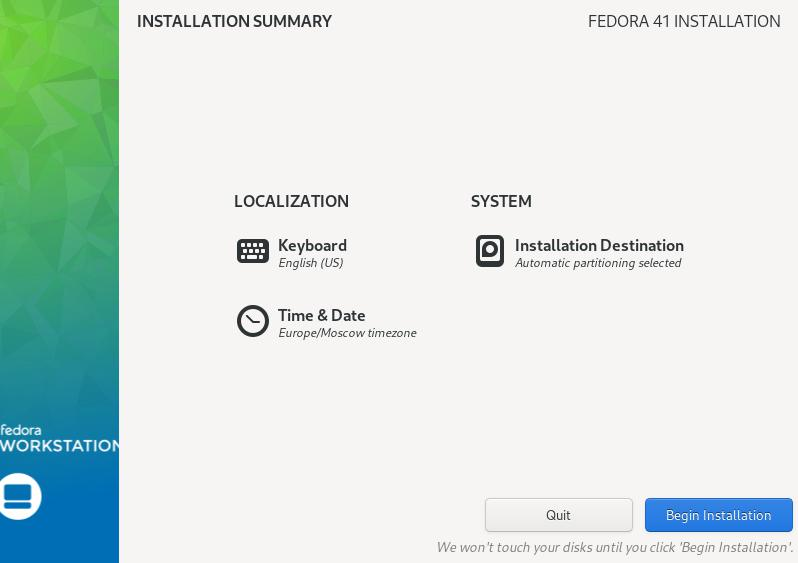 INSTALLATION SUMMARY
FEDORA 41 INSTALLATION
LOCALIZATION
Keyboard
English (US)
Time & Date
Europe/Moscow timezone
SYSTEM
Installation Destination
Automatic partitioning selected
fedora
WORKSTATION
Quit
Begin Installation
We won't touch your disks until you click 'Begin Installation'.